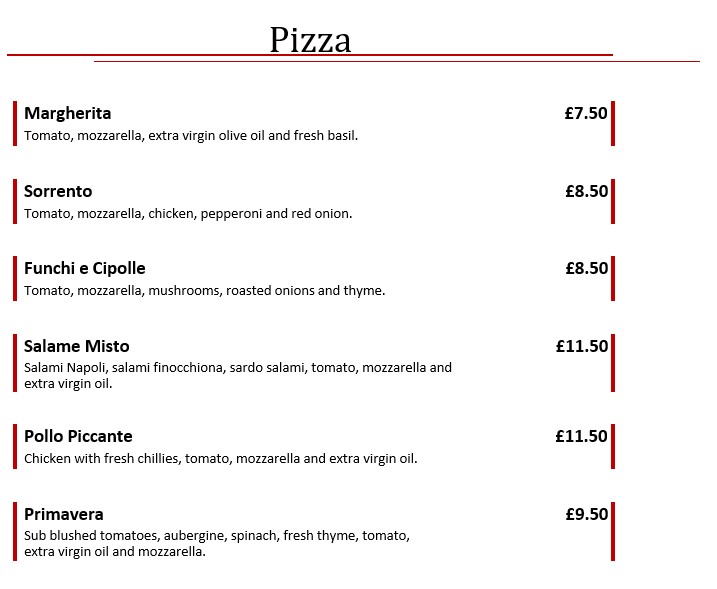 Pizza
Margherita £7.50
Tomato, mozzarella, extra virgin olive oil and fresh basil.
Sorrento £8.50
Tomato, mozzarella, chicken, pepperoni and red onion.
Funchi e Cipolle £8.50
Tomato, mozzarella, mushrooms, roasted onions and thyme.
Salame Misto £11.50
Salami Napoli, salami finocchiona, sardo salami, tomato, mozzarella and
extra virgin oil.
Pollo Piccante £11.50
Chicken with fresh chillies, tomato, mozzarella and extra virgin oil.
Primavera £9.50
Sub blushed tomatoes, aubergine, spinach, fresh thyme, tomato,
extra virgin oil and mozzarella.